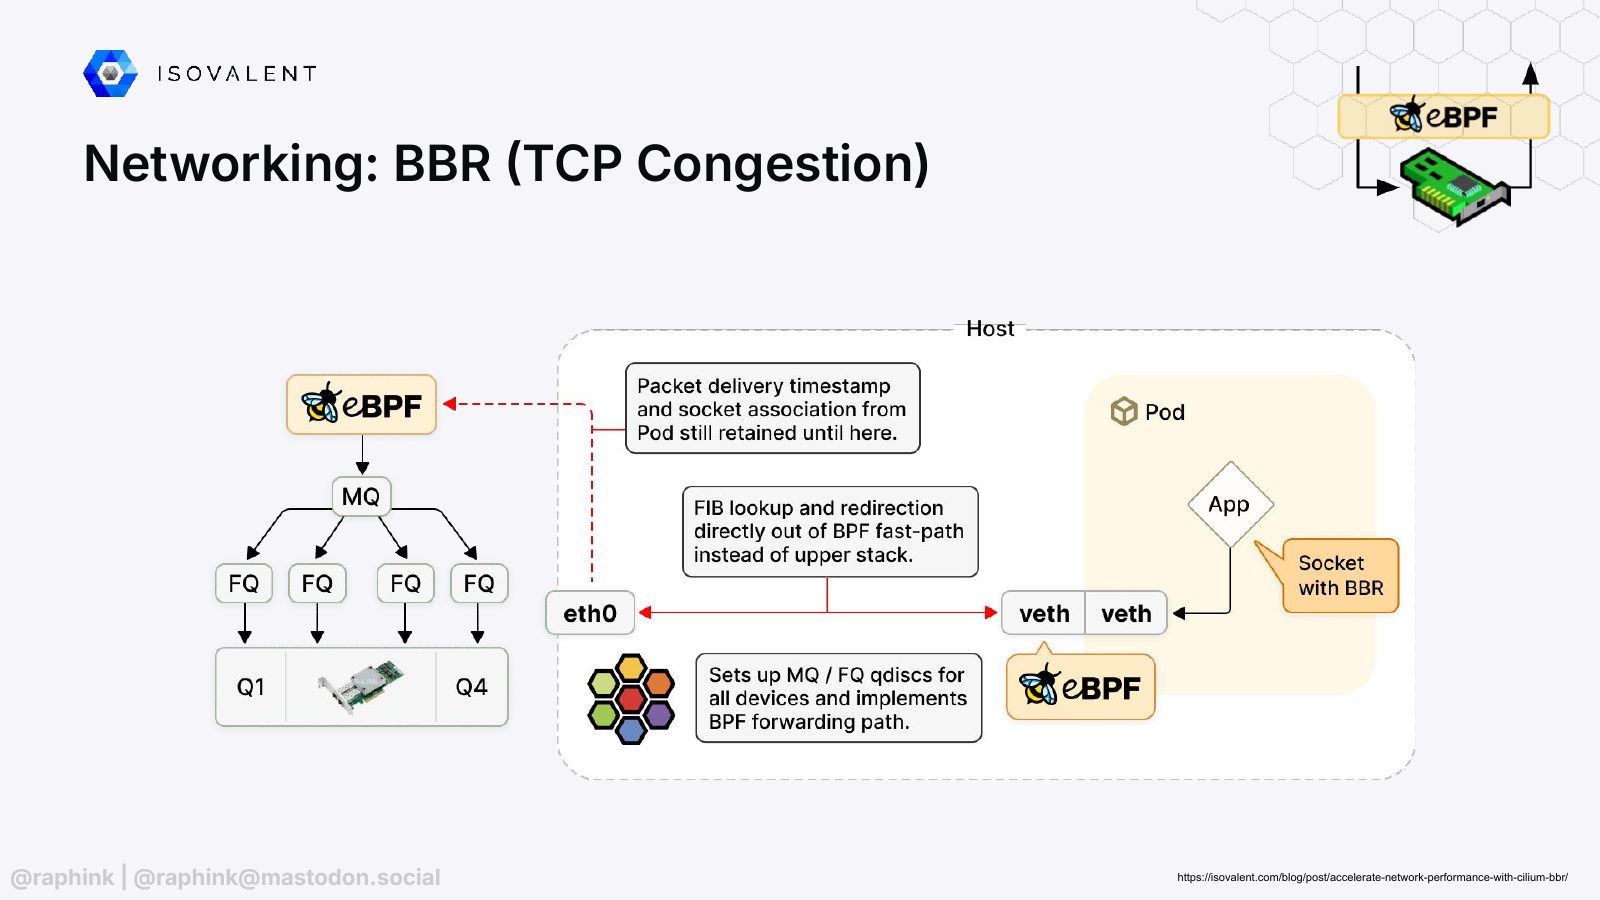 ISOVALENT
eBPF
Networking: BBR (TCP Congestion)
Host
eBPF
Packet delivery timestamp
and socket association from
Pod still retained until here.
Pod
MQ
FIB lookup and redirection
directly out of BPF fast-path
instead of upper stack.
App
FQ
FQ
FQ
FQ
Socket
with BBR
eth0
veth
veth
Q1
Q4
Sets up MQ / FQ qdiscs for
all devices and implements
BPF forwarding path.
eBPF
@raphink | @raphink@mastodon.social
https://isovalent.com/blog/post/accelerate-network-performance-with-cilium-bbr/